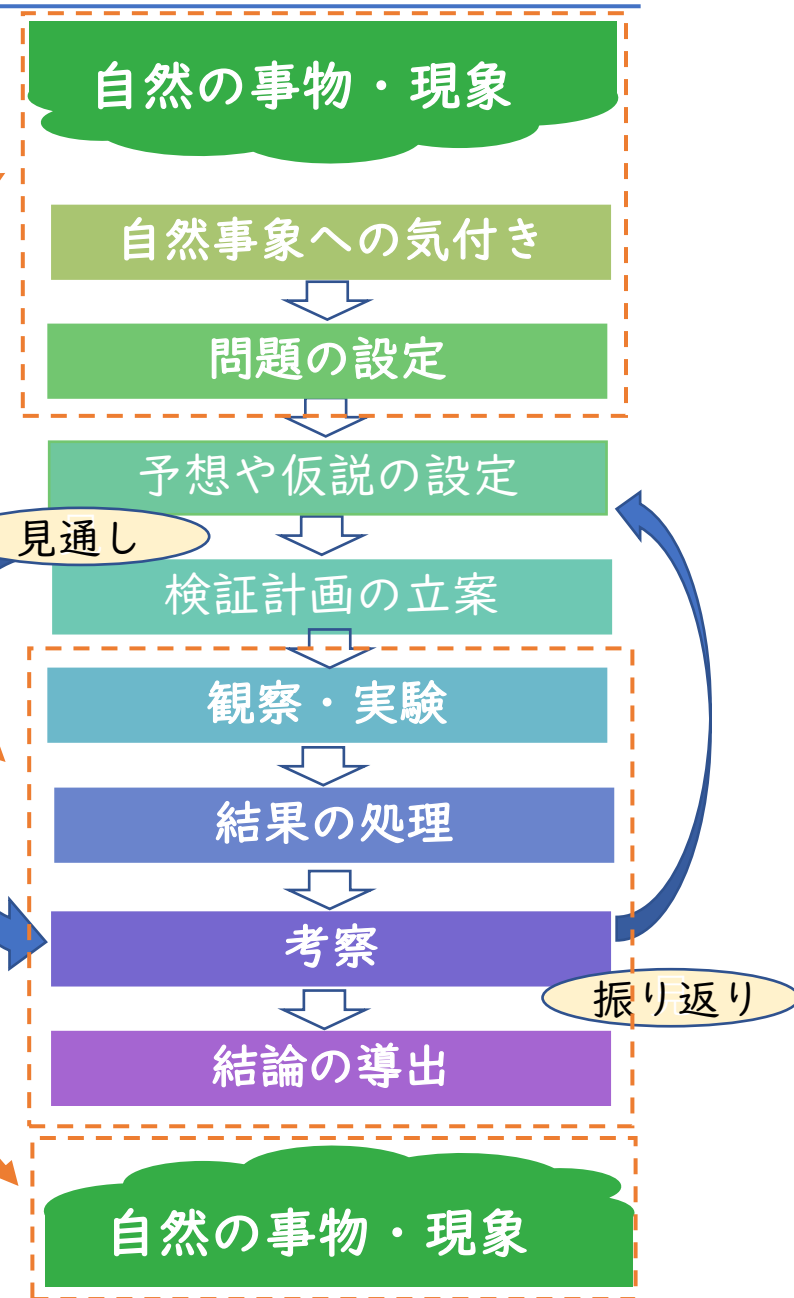 自然の事物・現象
自然事象への気付き
問題の設定
予想や仮説の設定
見通し
検証計画の立案
観察・実験
結果の処理
考察
振り返り
結論の導出
自然の事物・現象